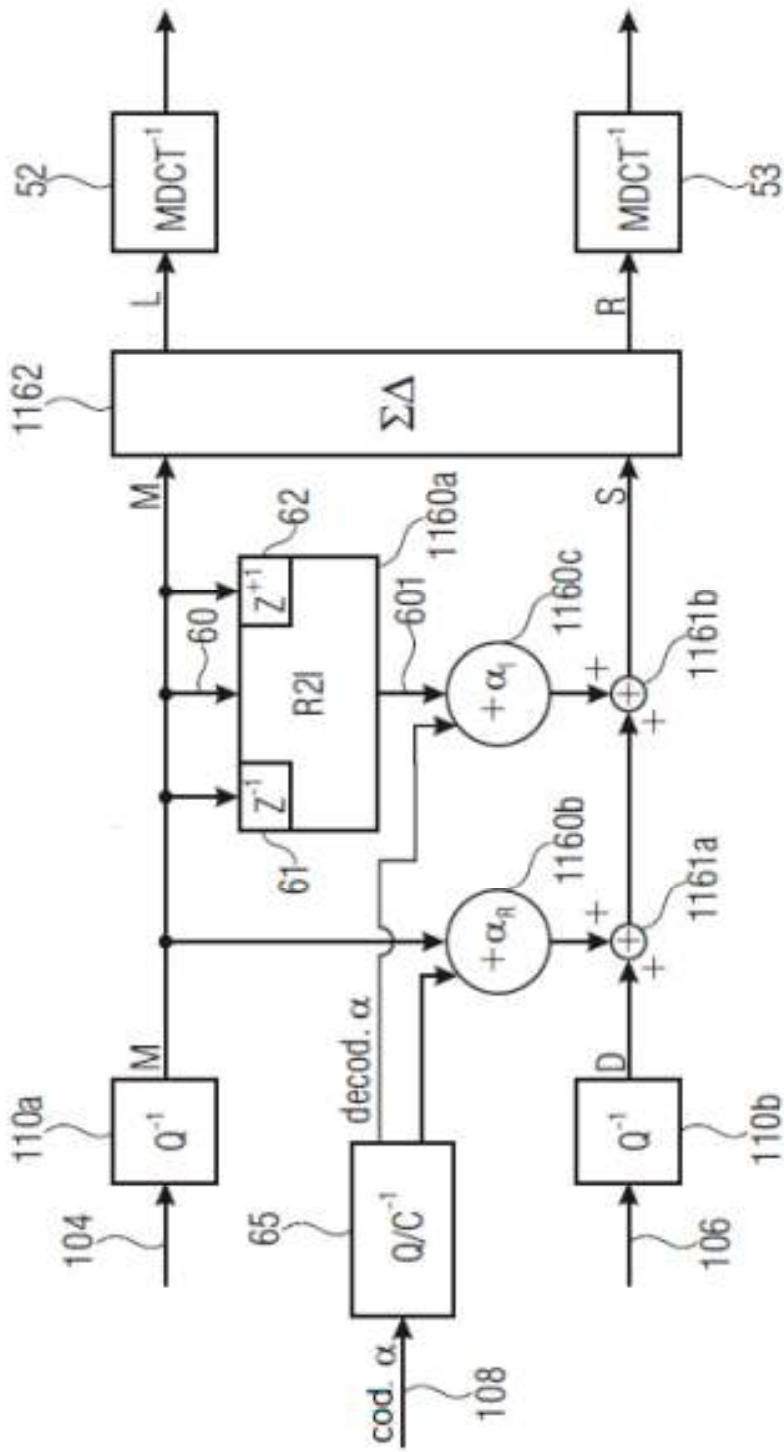 52
MDCT⁻¹
L
1162
M
62
60
Z⁻¹
R2I
Z⁺¹
61
1160a
601
110a
Q⁻¹
M
104
ΣΔ
decod. α
65
Q/C⁻¹
cod. α
108
+ α_R
1160b
+ α_I
1160c
+
+
110b
Q⁻¹
D
106
+
+
1161a
+
+
1161b
S
R
MDCT⁻¹
53